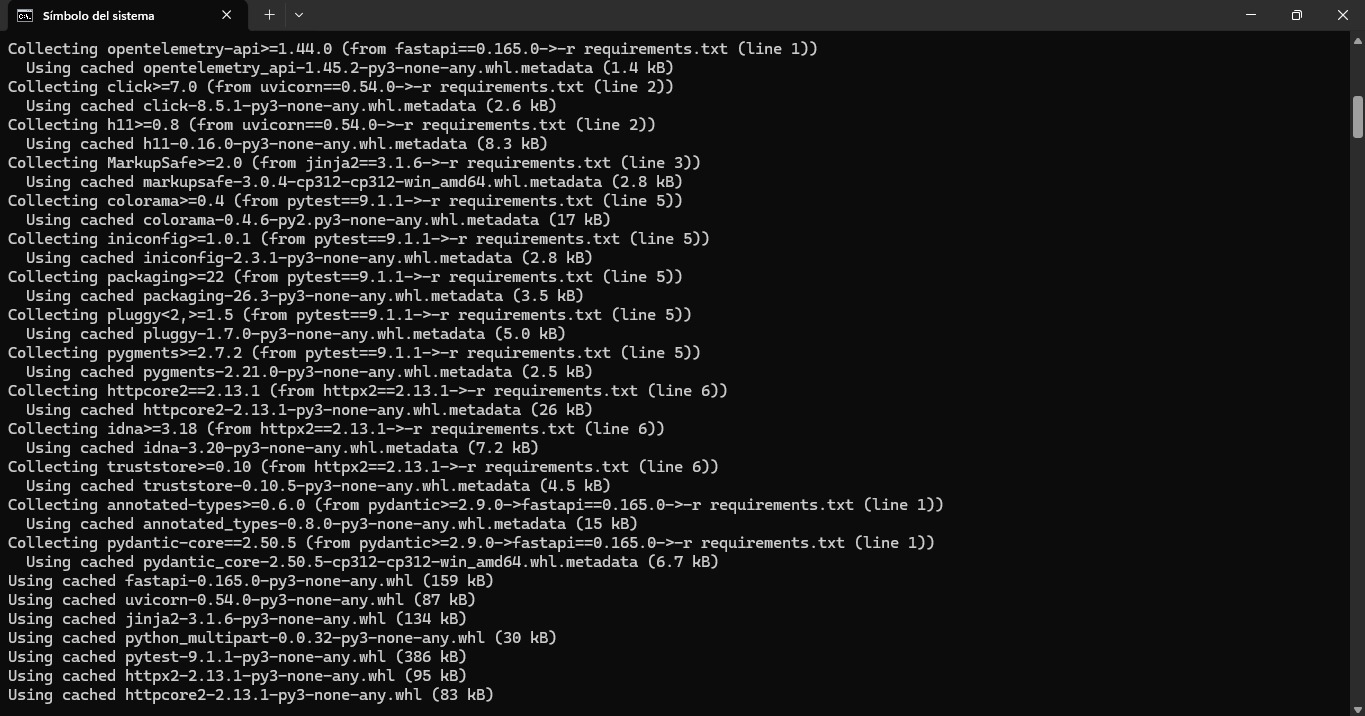 Símbolo del sistema
Collecting opentelemetry-api>=1.44.0 (from fastapi==0.165.0->-r requirements.txt (line 1))
  Using cached opentelemetry_api-1.45.2-py3-none-any.whl.metadata (1.4 kB)
Collecting click>=7.0 (from uvicorn==0.54.0->-r requirements.txt (line 2))
  Using cached click-8.5.1-py3-none-any.whl.metadata (2.6 kB)
Collecting h11>=0.8 (from uvicorn==0.54.0->-r requirements.txt (line 2))
  Using cached h11-0.16.0-py3-none-any.whl.metadata (8.3 kB)
Collecting MarkupSafe>=2.0 (from jinja2==3.1.6->-r requirements.txt (line 3))
  Using cached markupsafe-3.0.4-cp312-cp312-win_amd64.whl.metadata (2.8 kB)
Collecting colorama>=0.4 (from pytest==9.1.1->-r requirements.txt (line 5))
  Using cached colorama-0.4.6-py2.py3-none-any.whl.metadata (17 kB)
Collecting iniconfig>=1.0.1 (from pytest==9.1.1->-r requirements.txt (line 5))
  Using cached iniconfig-2.3.1-py3-none-any.whl.metadata (2.8 kB)
Collecting packaging>=22 (from pytest==9.1.1->-r requirements.txt (line 5))
  Using cached packaging-26.3-py3-none-any.whl.metadata (3.5 kB)
Collecting pluggy<2,>=1.5 (from pytest==9.1.1->-r requirements.txt (line 5))
  Using cached pluggy-1.7.0-py3-none-any.whl.metadata (5.0 kB)
Collecting pygments>=2.7.2 (from pytest==9.1.1->-r requirements.txt (line 5))
  Using cached pygments-2.21.0-py3-none-any.whl.metadata (2.5 kB)
Collecting httpcore2==2.13.1 (from httpx2==2.13.1->-r requirements.txt (line 6))
  Using cached httpcore2-2.13.1-py3-none-any.whl.metadata (26 kB)
Collecting idna>=3.18 (from httpx2==2.13.1->-r requirements.txt (line 6))
  Using cached idna-3.20-py3-none-any.whl.metadata (7.2 kB)
Collecting truststore>=0.10 (from httpx2==2.13.1->-r requirements.txt (line 6))
  Using cached truststore-0.10.5-py3-none-any.whl.metadata (4.5 kB)
Collecting annotated-types>=0.6.0 (from pydantic>=2.9.0->fastapi==0.165.0->-r requirements.txt (line 1))
  Using cached annotated_types-0.8.0-py3-none-any.whl.metadata (15 kB)
Collecting pydantic-core==2.50.5 (from pydantic>=2.9.0->fastapi==0.165.0->-r requirements.txt (line 1))
  Using cached pydantic_core-2.50.5-cp312-cp312-win_amd64.whl.metadata (6.7 kB)
Using cached fastapi-0.165.0-py3-none-any.whl (159 kB)
Using cached uvicorn-0.54.0-py3-none-any.whl (87 kB)
Using cached jinja2-3.1.6-py3-none-any.whl (134 kB)
Using cached python_multipart-0.0.32-py3-none-any.whl (30 kB)
Using cached pytest-9.1.1-py3-none-any.whl (386 kB)
Using cached httpx2-2.13.1-py3-none-any.whl (95 kB)
Using cached httpcore2-2.13.1-py3-none-any.whl (83 kB)